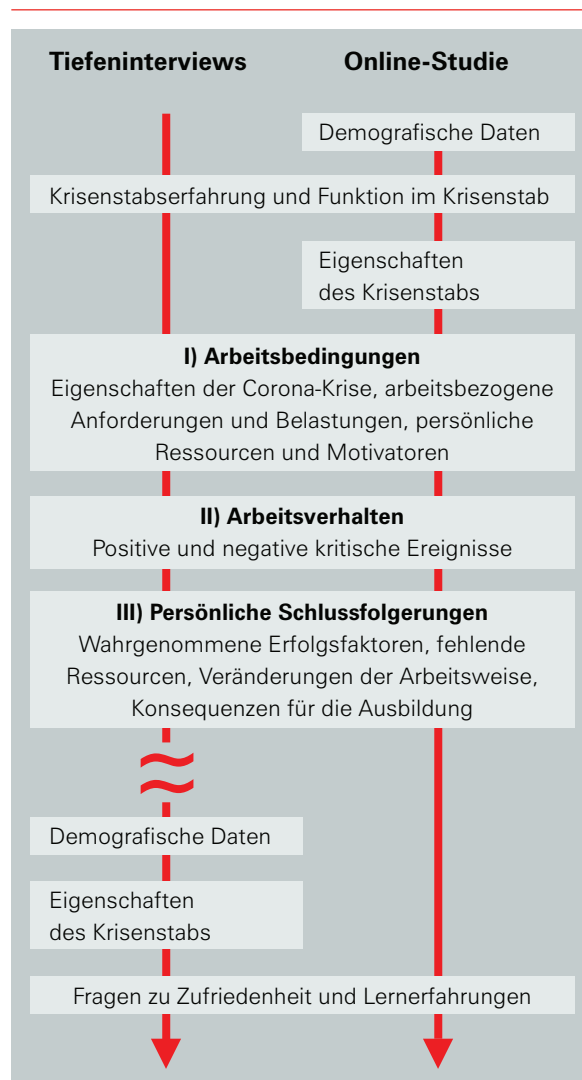 Tiefeninterviews
Online-Studie
Demografische Daten
Krisenstabserfahrung und Funktion im Krisenstab
Eigenschaften
des Krisenstabs
I) Arbeitsbedingungen
Eigenschaften der Corona-Krise, arbeitsbezogene
Anforderungen und Belastungen, persönliche
Ressourcen und Motivatoren
II) Arbeitsverhalten
Positive und negative kritische Ereignisse
III) Persönliche Schlussfolgerungen
Wahrgenommene Erfolgsfaktoren, fehlende
Ressourcen, Veränderungen der Arbeitsweise,
Konsequenzen für die Ausbildung
Demografische Daten
Eigenschaften
des Krisenstabs
Fragen zu Zufriedenheit und Lernerfahrungen